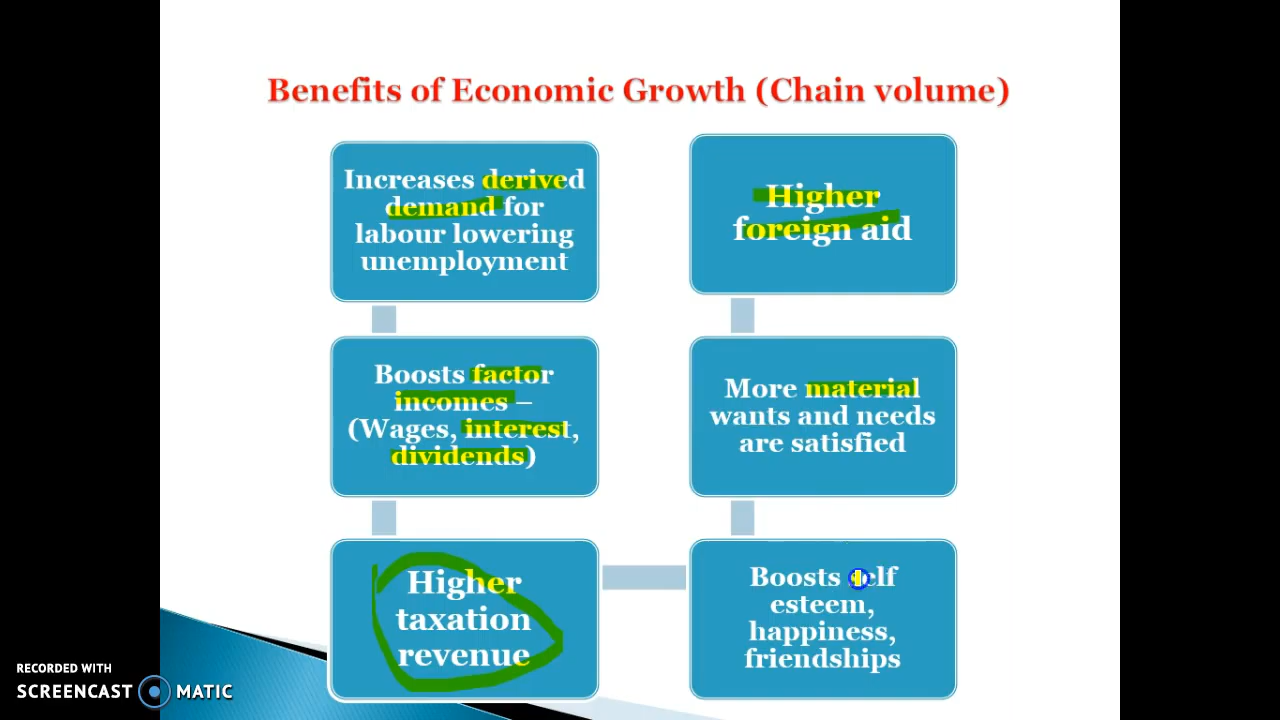 Benefits of Economic Growth (Chain volume)
Increases derived
demand for
labour lowering
unemployment
Boosts factor
incomes –
(Wages, interest,
dividends)
Higher
taxation
revenue
Boosts self
esteem,
happiness,
friendships
More material
wants and needs
are satisfied
Higher
foreign aid
RECORDED WITH
SCREENCAST MATIC